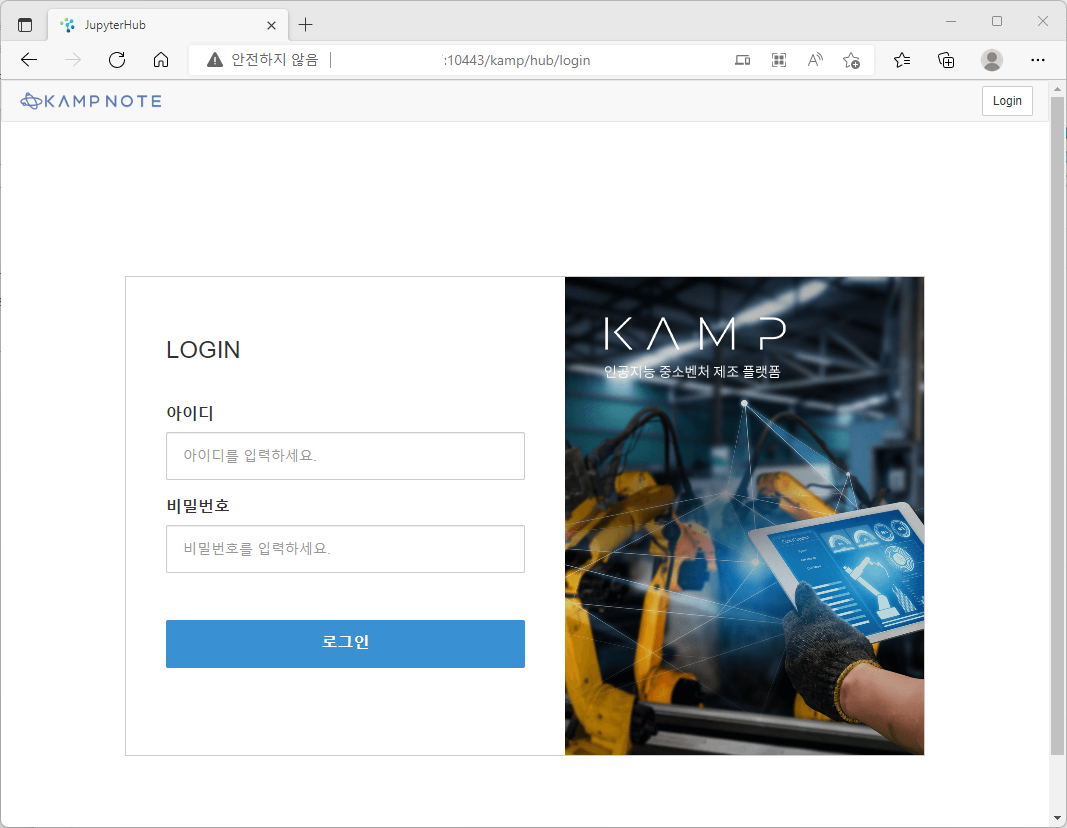 JupyterHub
안전하지 않음 :10443/kamp/hub/login
KAMP NOTE
Login
LOGIN
아이디
아이디를 입력하세요.
비밀번호
비밀번호를 입력하세요.
로그인
KAMP
인공지능 중소벤처 제조 플랫폼